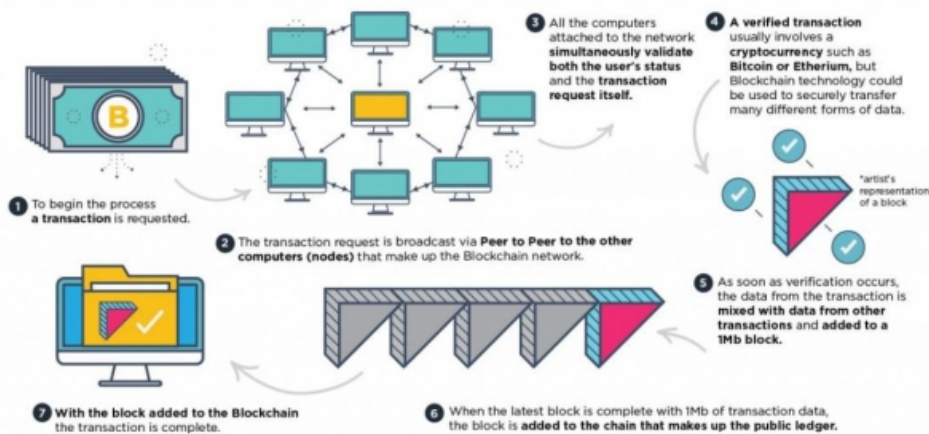 B
1 To begin the process
a transaction is requested.
2 The transaction request is broadcast via Peer to Peer to the other
computers (nodes) that make up the Blockchain network.
3 All the computers
attached to the network
simultaneously validate
both the user's status
and the transaction
request itself.
4 A verified transaction
usually involves a
cryptocurrency such as
Bitcoin or Etherium, but
Blockchain technology could
be used to securely transfer
many different forms of data.
*artist's
representation
of a block
5 As soon as verification occurs,
the data from the transaction is
mixed with data from other
transactions and added to a
1Mb block.
6 When the latest block is complete with 1Mb of transaction data,
the block is added to the chain that makes up the public ledger.
7 With the block added to the Blockchain
the transaction is complete.